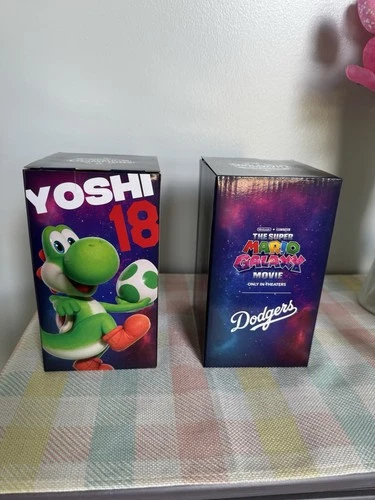 YOSHI
18
THE SUPER
MARIO
GALAXY
MOVIE
ONLY IN THEATERS
Dodgers